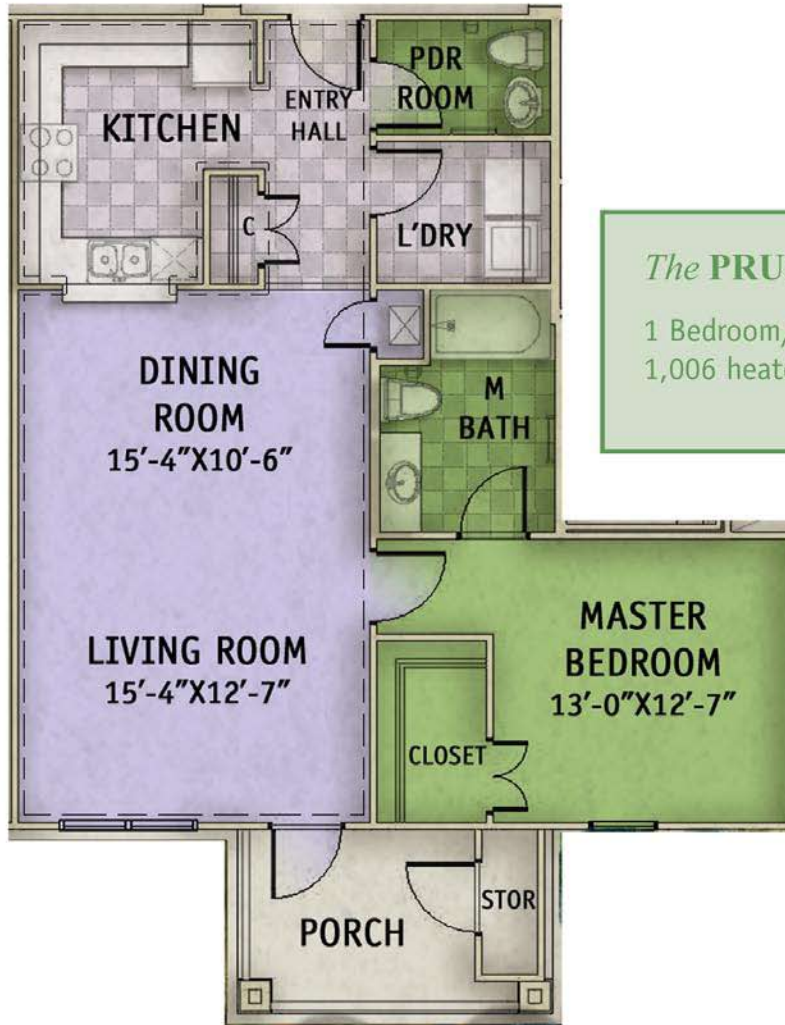 PDR
ROOM
ENTRY
HALL
KITCHEN
C
L'DRY
The PRU
1 Bedroom,
1,006
DINING
ROOM
15'-4"X10'-6"
M
BATH
LIVING ROOM
15'-4"X12'-7"
MASTER
BEDROOM
13'-0"X12'-7"
CLOSET
STOR
PORCH